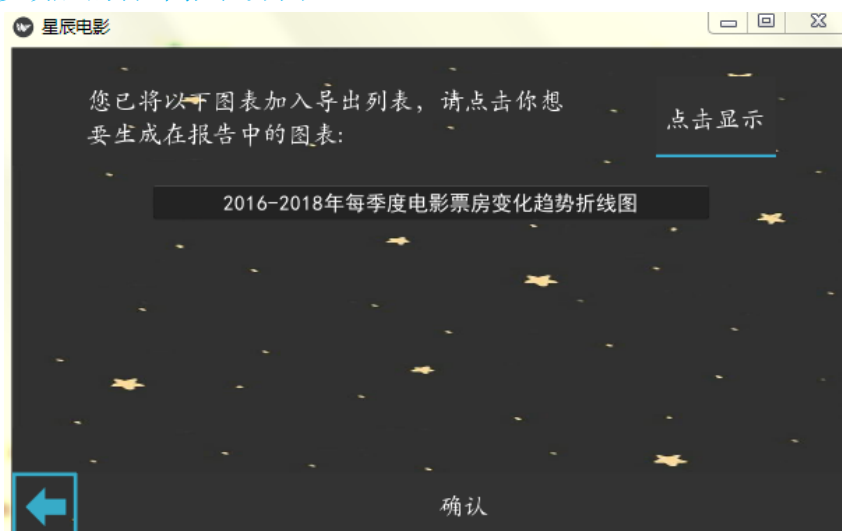 星辰电影
您已将以下图表加入导出列表，请点击你想
要生成在报告中的图表:
点击显示
2016-2018年每季度电影票房变化趋势折线图
确认